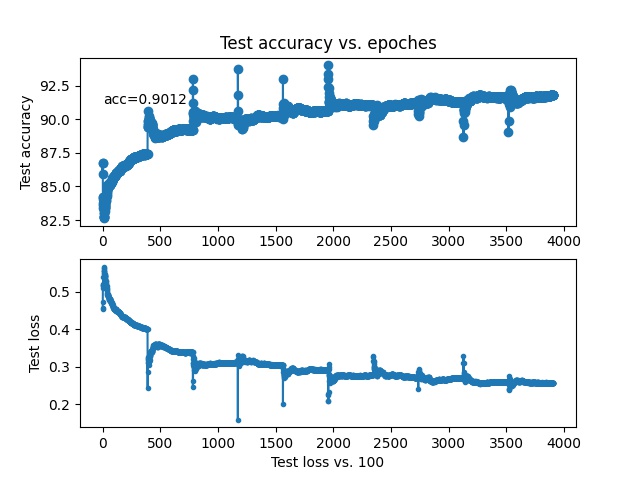 Test accuracy vs. epoches
Test accuracy
92.5
90.0
87.5
85.0
82.5
acc=0.9012
0 500 1000 1500 2000 2500 3000 3500 4000
Test loss
0.5
0.4
0.3
0.2
0 500 1000 1500 2000 2500 3000 3500 4000
Test loss vs. 100